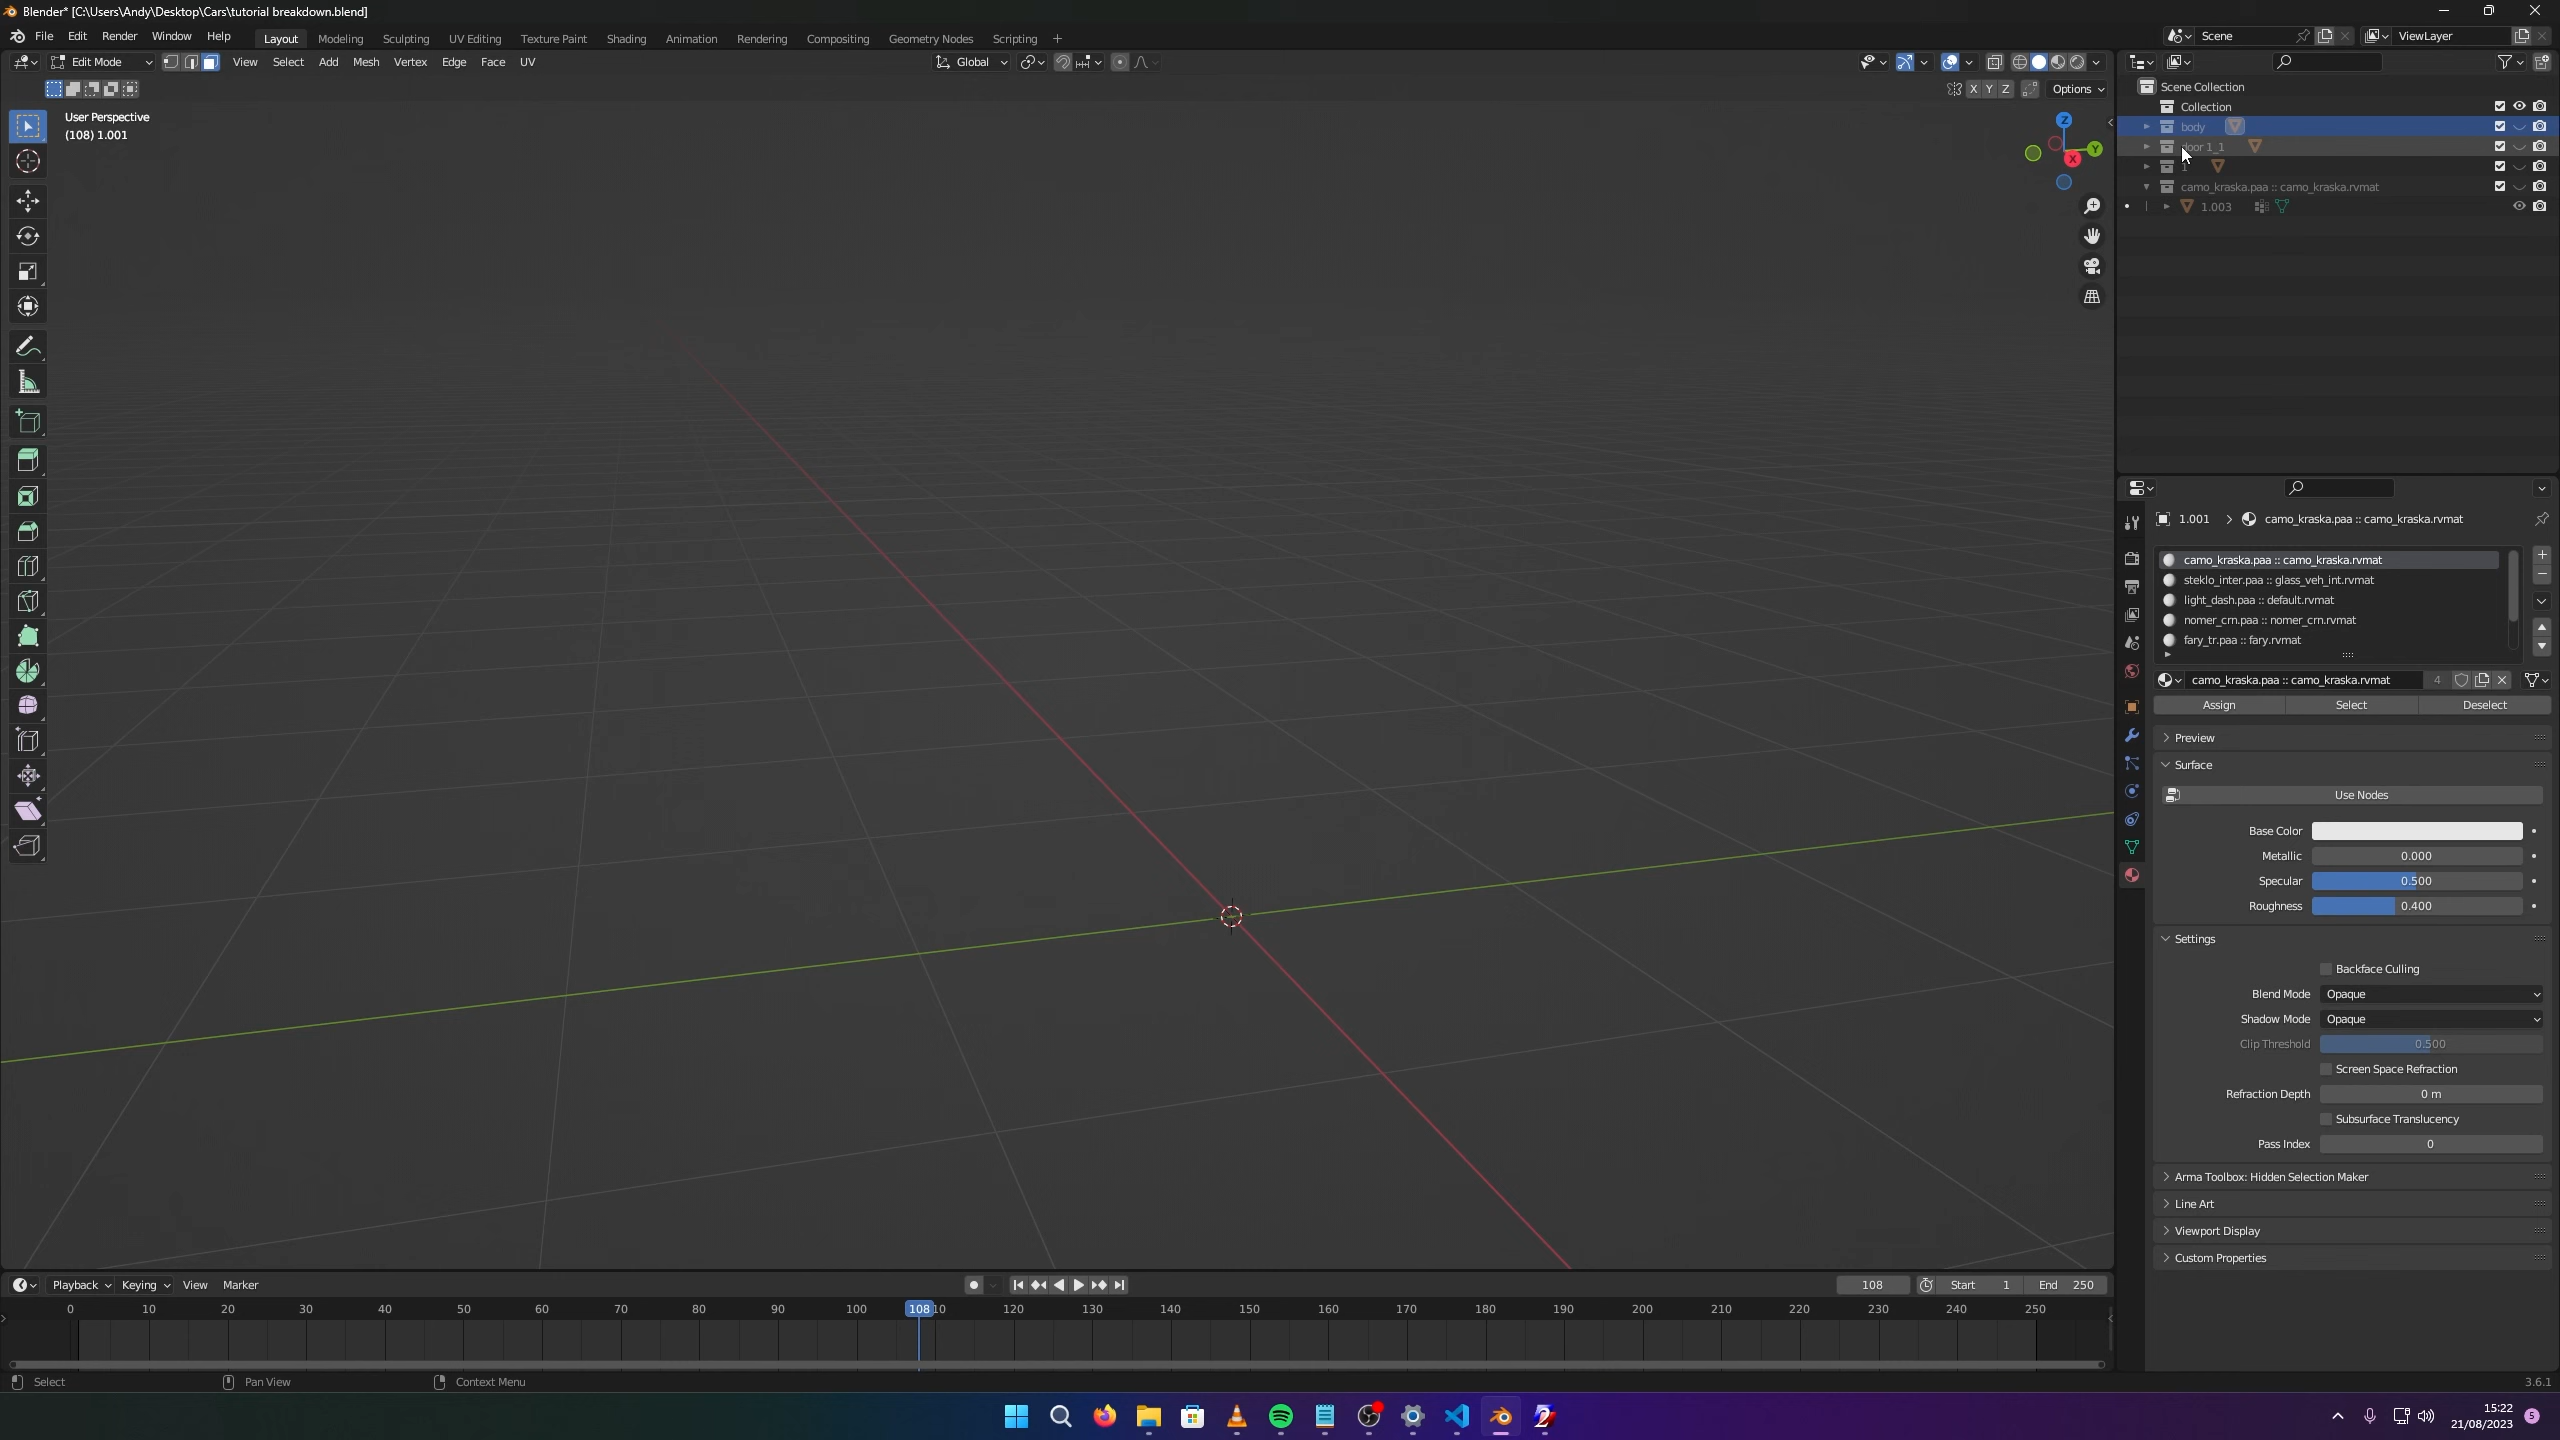 Blender* [C:\Users\Andy\Desktop\Cars\tutorial breakdown.blend]
File Edit Render Window Help Layout Modeling Sculpting UV Editing Texture Paint Shading Animation Rendering Compositing Geometry Nodes Scripting + Scene ViewLayer
Edit Mode View Select Add Mesh Vertex Edge Face UV Global
X Y Z Options
User Perspective
(108) 1.001
Z
Y
X
Scene Collection
Collection
body
door 1_1
1
camo_kraska.paa :: camo_kraska.rvmat
1.003
1.001 > camo_kraska.paa :: camo_kraska.rvmat
camo_kraska.paa :: camo_kraska.rvmat
steklo_inter.paa :: glass_veh_int.rvmat
light_dash.paa :: default.rvmat
nomer_crn.paa :: nomer_crn.rvmat
fary_tr.paa :: fary.rvmat
camo_kraska.paa :: camo_kraska.rvmat 4
Assign Select Deselect
Preview
Surface
Use Nodes
Base Color
Metallic 0.000
Specular 0.500
Roughness 0.400
Settings
Backface Culling
Blend Mode Opaque
Shadow Mode Opaque
Clip Threshold 0.500
Screen Space Refraction
Refraction Depth 0 m
Subsurface Translucency
Pass Index 0
Arma Toolbox: Hidden Selection Maker
Line Art
Viewport Display
Custom Properties
Playback Keying View Marker 108 Start 1 End 250
0 10 20 30 40 50 60 70 80 90 100 108 10 120 130 140 150 160 170 180 190 200 210 220 230 240 250
Select Pan View Context Menu 3.6.1
15:22
21/08/2023 5